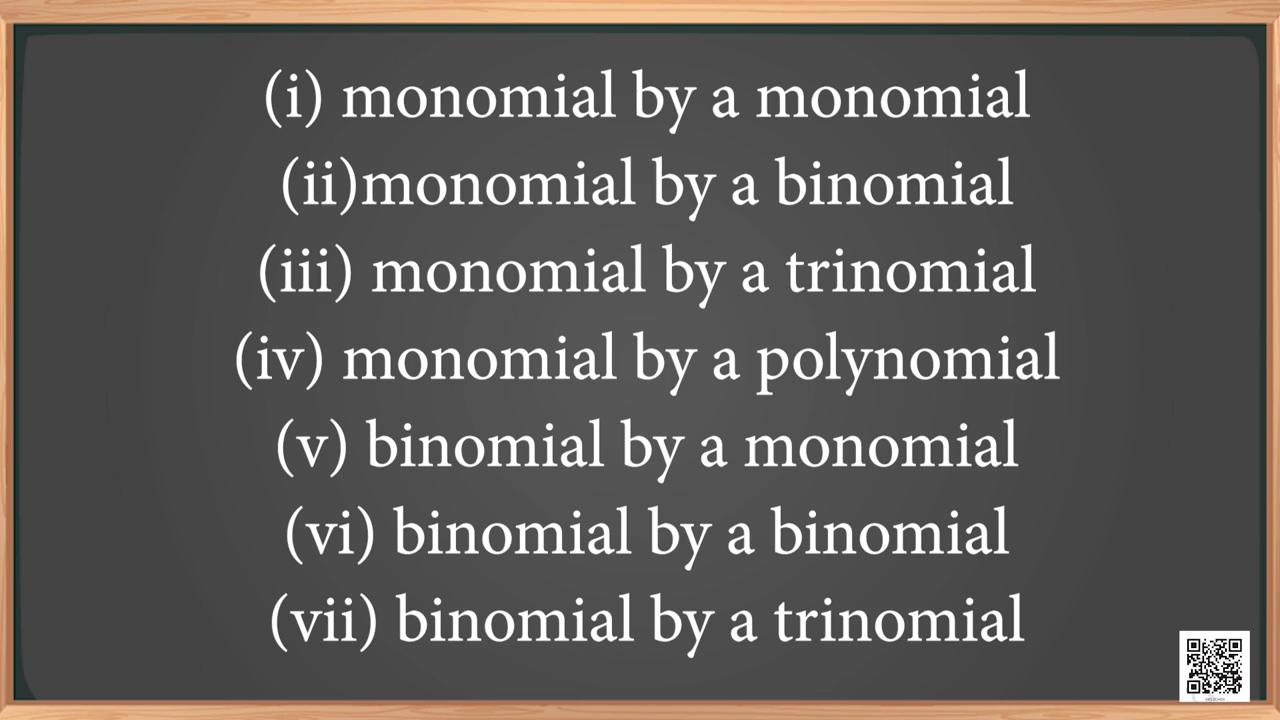 (i) monomial by a monomial
(ii)monomial by a binomial
(iii) monomial by a trinomial
(iv) monomial by a polynomial
(v) binomial by a monomial
(vi) binomial by a binomial
(vii) binomial by a trinomial